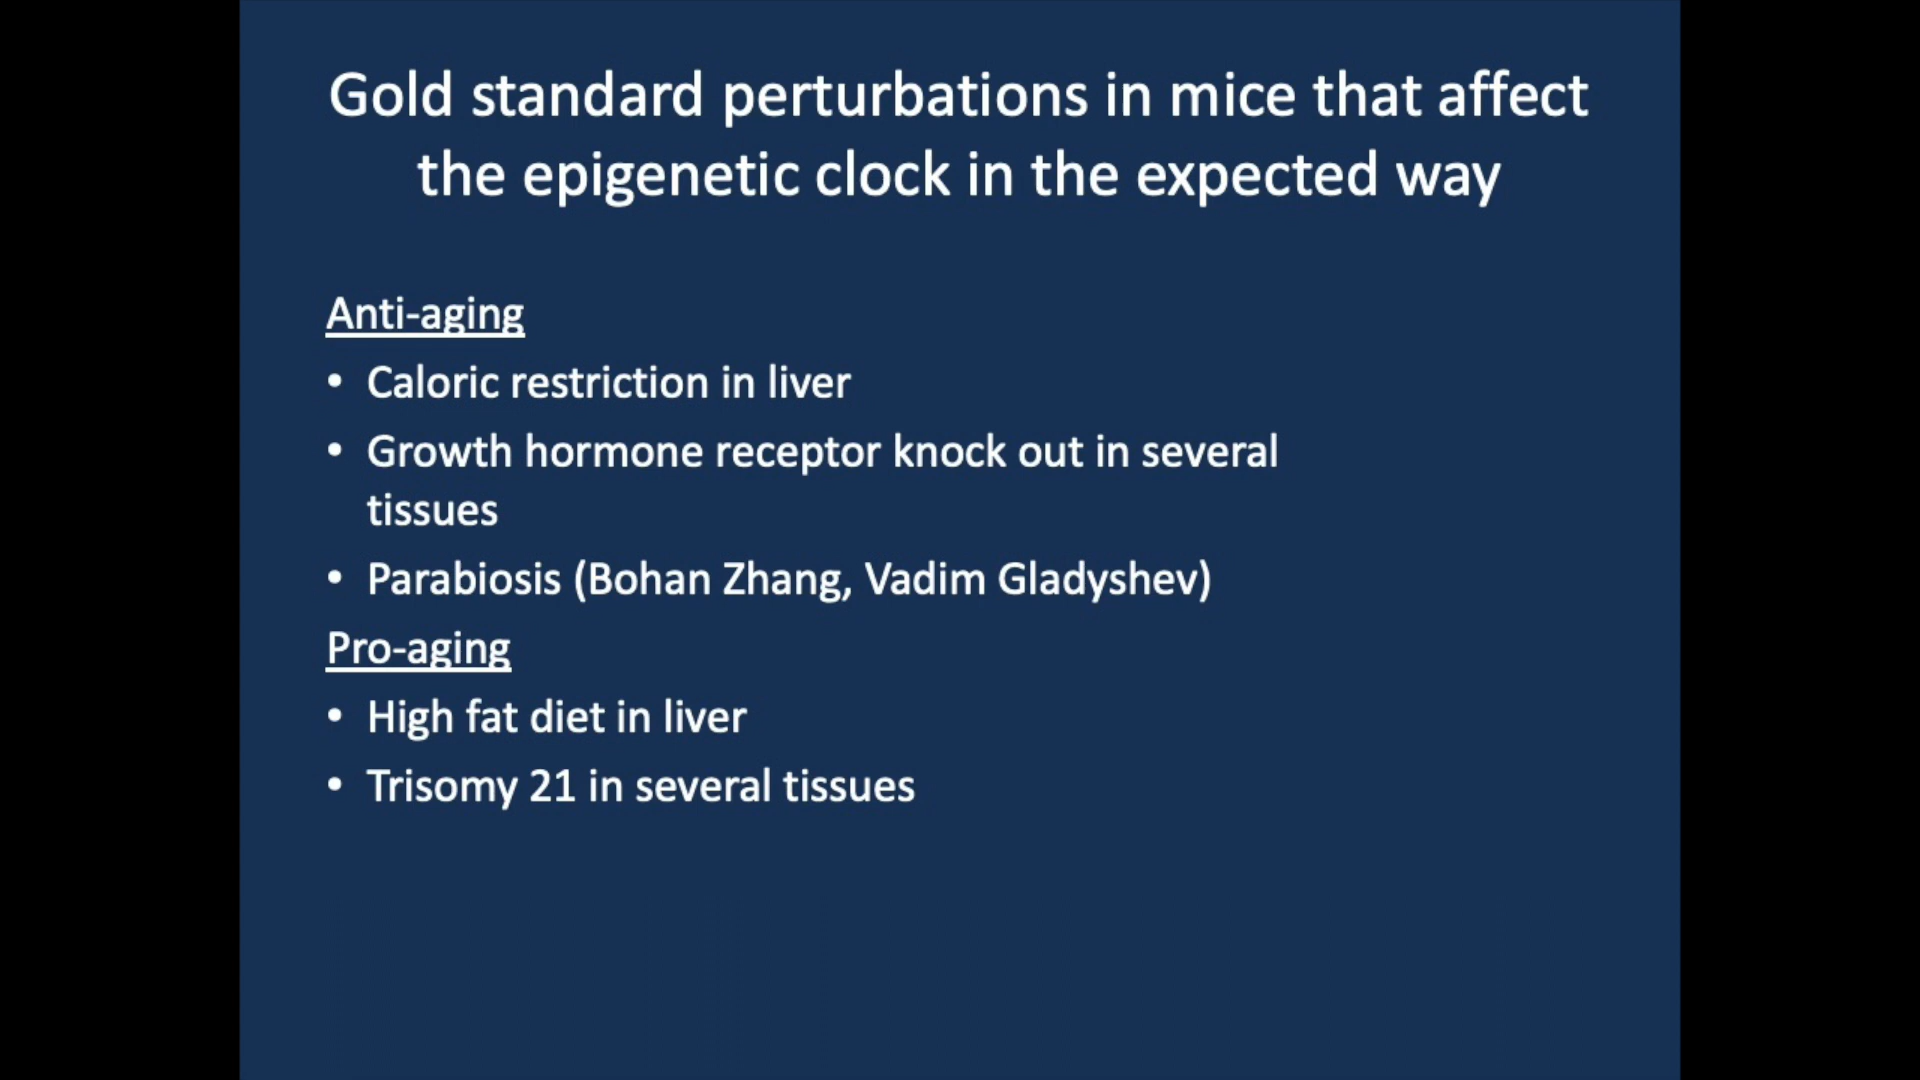 Gold standard perturbations in mice that affect
the epigenetic clock in the expected way
Anti-aging
• Caloric restriction in liver
• Growth hormone receptor knock out in several
tissues
• Parabiosis (Bohan Zhang, Vadim Gladyshev)
Pro-aging
• High fat diet in liver
• Trisomy 21 in several tissues